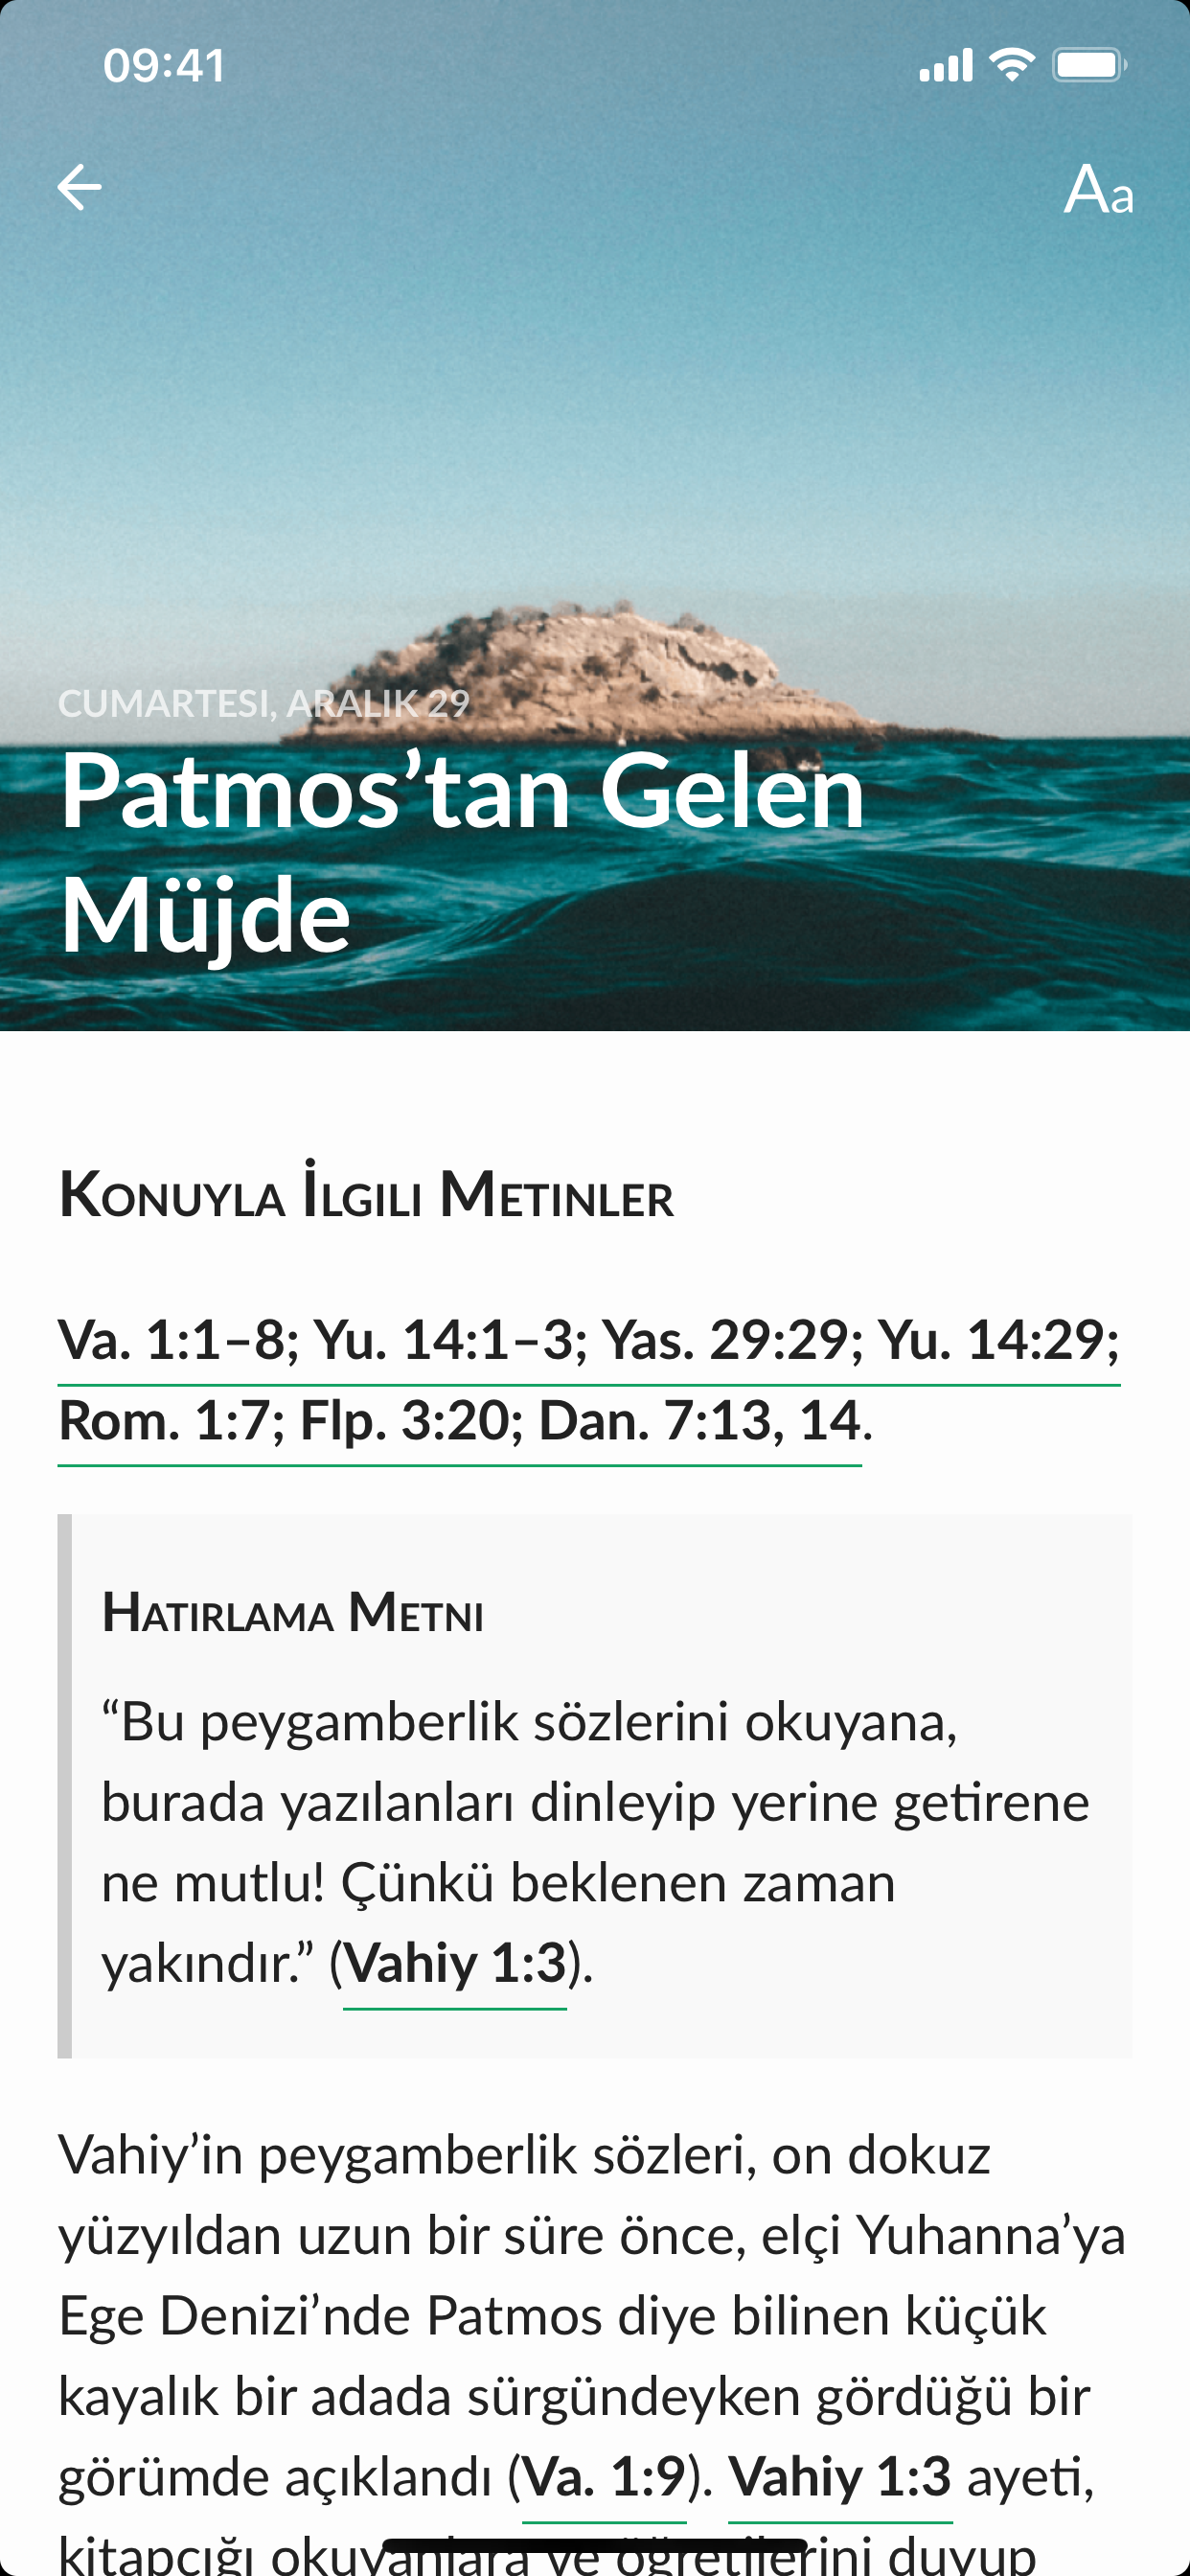 09:41
Aa
CUMARTESI, ARALIK 29
Patmos’tan Gelen
Müjde
Konuyla İlgili Metinler
Va. 1:1–8; Yu. 14:1–3; Yas. 29:29; Yu. 14:29;
Rom. 1:7; Flp. 3:20; Dan. 7:13, 14.
Hatırlama Metni
“Bu peygamberlik sözlerini okuyana,
burada yazılanları dinleyip yerine getirene
ne mutlu! Çünkü beklenen zaman
yakındır.” (Vahiy 1:3).
Vahiy’in peygamberlik sözleri, on dokuz
yüzyıldan uzun bir süre önce, elçi Yuhanna’ya
Ege Denizi’nde Patmos diye bilinen küçük
kayalık bir adada sürgündeyken gördüğü bir
görümde açıklandı (Va. 1:9). Vahiy 1:3 ayeti,
kitapçığı okuyanlara ve öğretilerini duyup